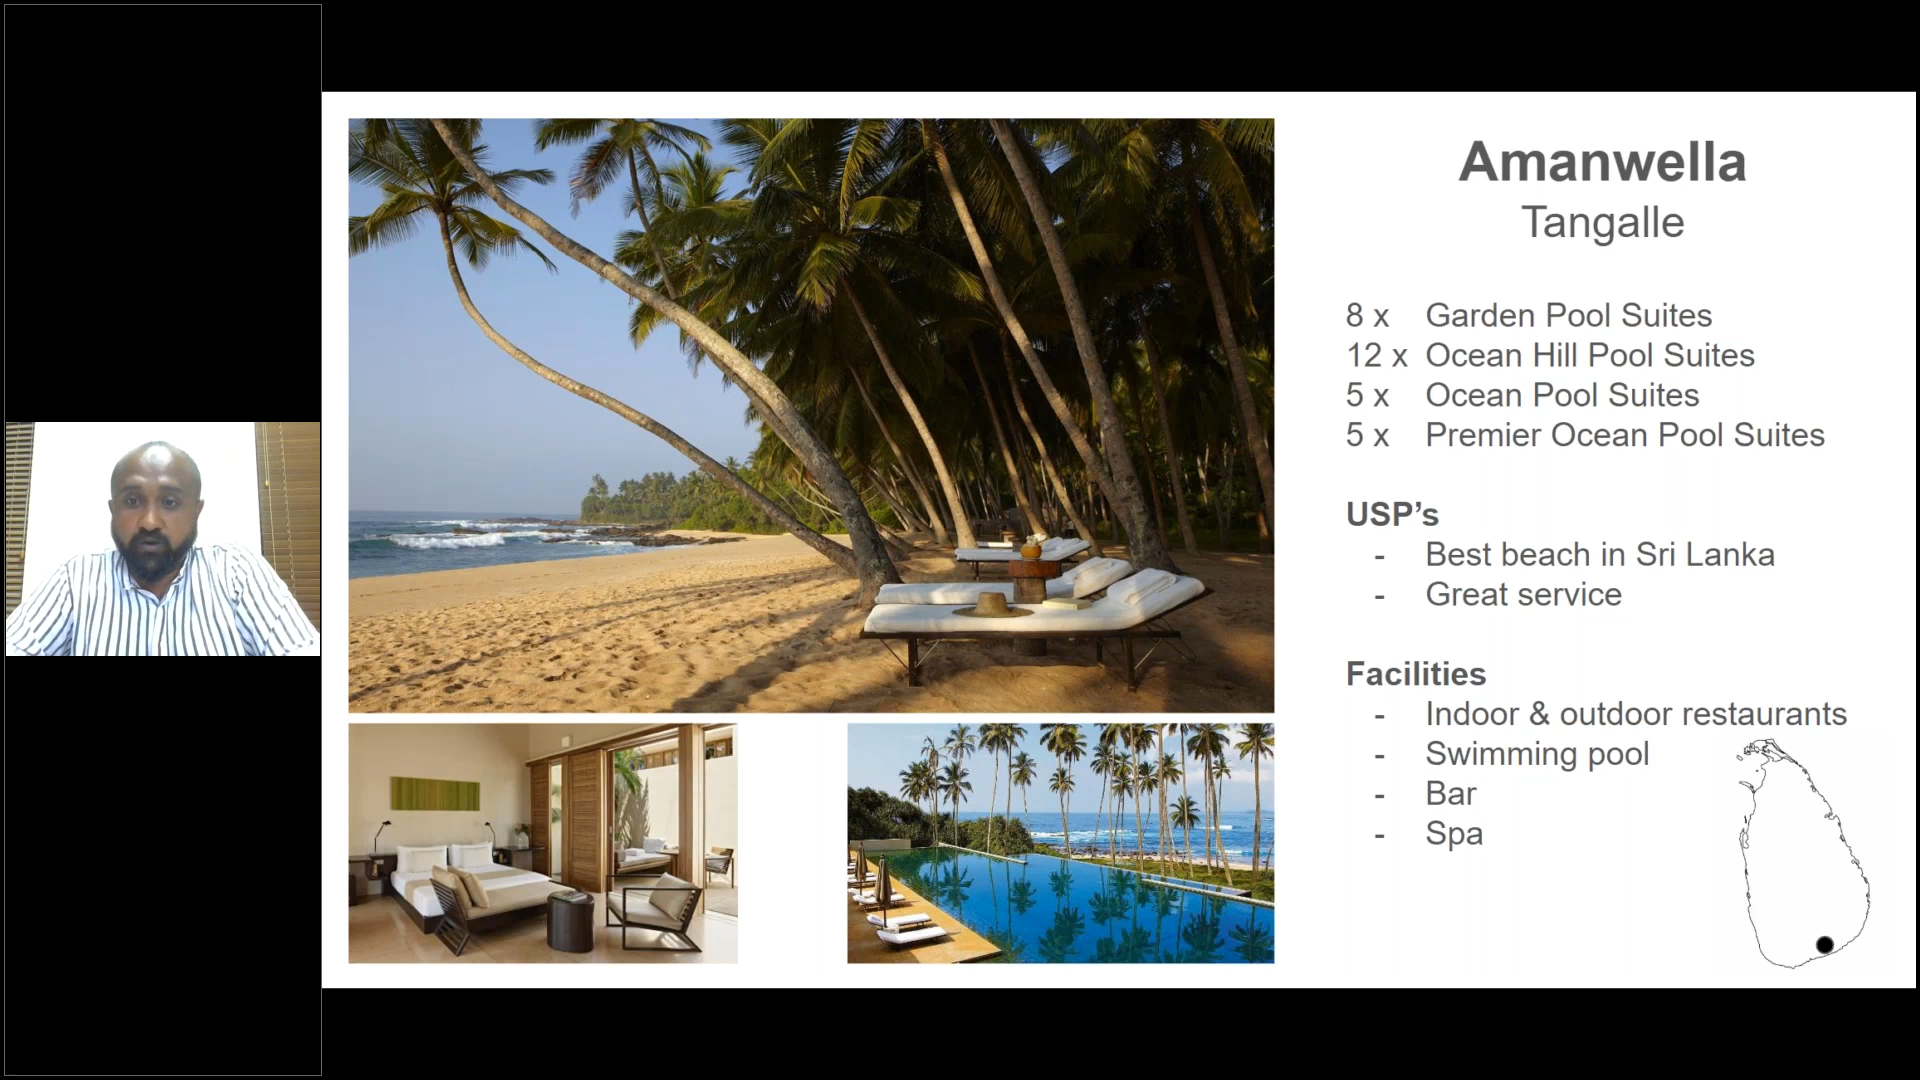 Amanwella
Tangalle
8 x Garden Pool Suites
12 x Ocean Hill Pool Suites
5 x Ocean Pool Suites
5 x Premier Ocean Pool Suites
USP’s
- Best beach in Sri Lanka
- Great service
Facilities
- Indoor & outdoor restaurants
- Swimming pool
- Bar
- Spa